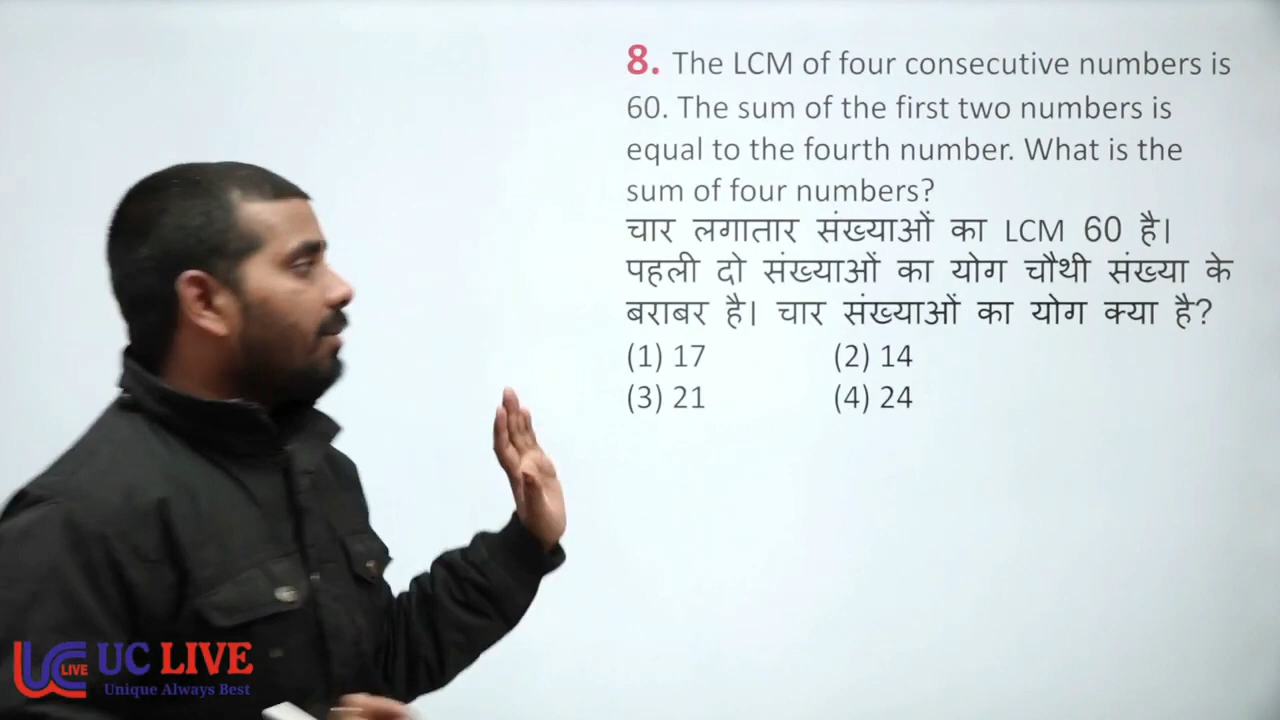 8. The LCM of four consecutive numbers is
60. The sum of the first two numbers is
equal to the fourth number. What is the
sum of four numbers?
चार लगातार संख्याओं का LCM 60 है।
पहली दो संख्याओं का योग चौथी संख्या के
बराबर है। चार संख्याओं का योग क्या है?
(1) 17 (2) 14
(3) 21 (4) 24
UC LIVE UC LIVE
Unique Always Best